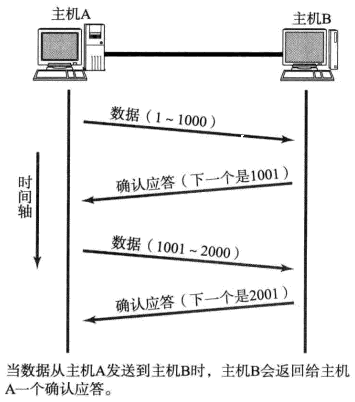 主机A
主机B
数据（1～1000）
确认应答（下一个是1001）
时间轴
数据（1001～2000）
确认应答（下一个是2001）
当数据从主机A发送到主机B时，主机B会返回给主机
A一个确认应答。